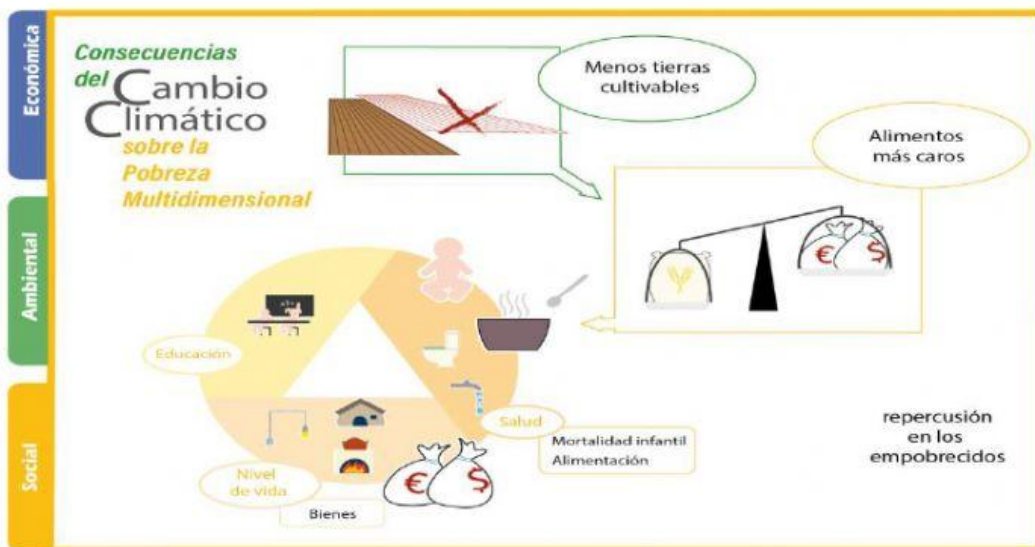 Económica
Ambiental
Social
Consecuencias
del Cambio
Climático
sobre la
Pobreza
Multidimensional
Menos tierras
cultivables
Alimentos
más caros
€ $
Educación
Salud
Mortalidad infantil
Alimentación
Nivel
de vida
Bienes
€ $
repercusión
en los
empobrecidos